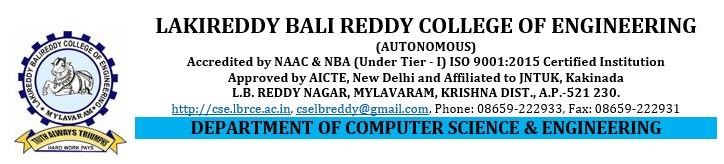 LAKIREDDY BALI REDDY COLLEGE OF ENGINEERING
(AUTONOMOUS)
Accredited by NAAC & NBA (Under Tier - I) ISO 9001:2015 Certified Institution
Approved by AICTE, New Delhi and Affiliated to JNTUK, Kakinada
L.B. REDDY NAGAR, MYLAVARAM, KRISHNA DIST., A.P.-521 230.
http://cse.lbrce.ac.in, cselbreddy@gmail.com, Phone: 08659-222933, Fax: 08659-222931
DEPARTMENT OF COMPUTER SCIENCE & ENGINEERING
LAKIREDDY BALIREDDY COLLEGE OF ENGINEERING
MYLAVARAM
TRUTH ALWAYS TRIUMPHS
HARD WORK PAYS